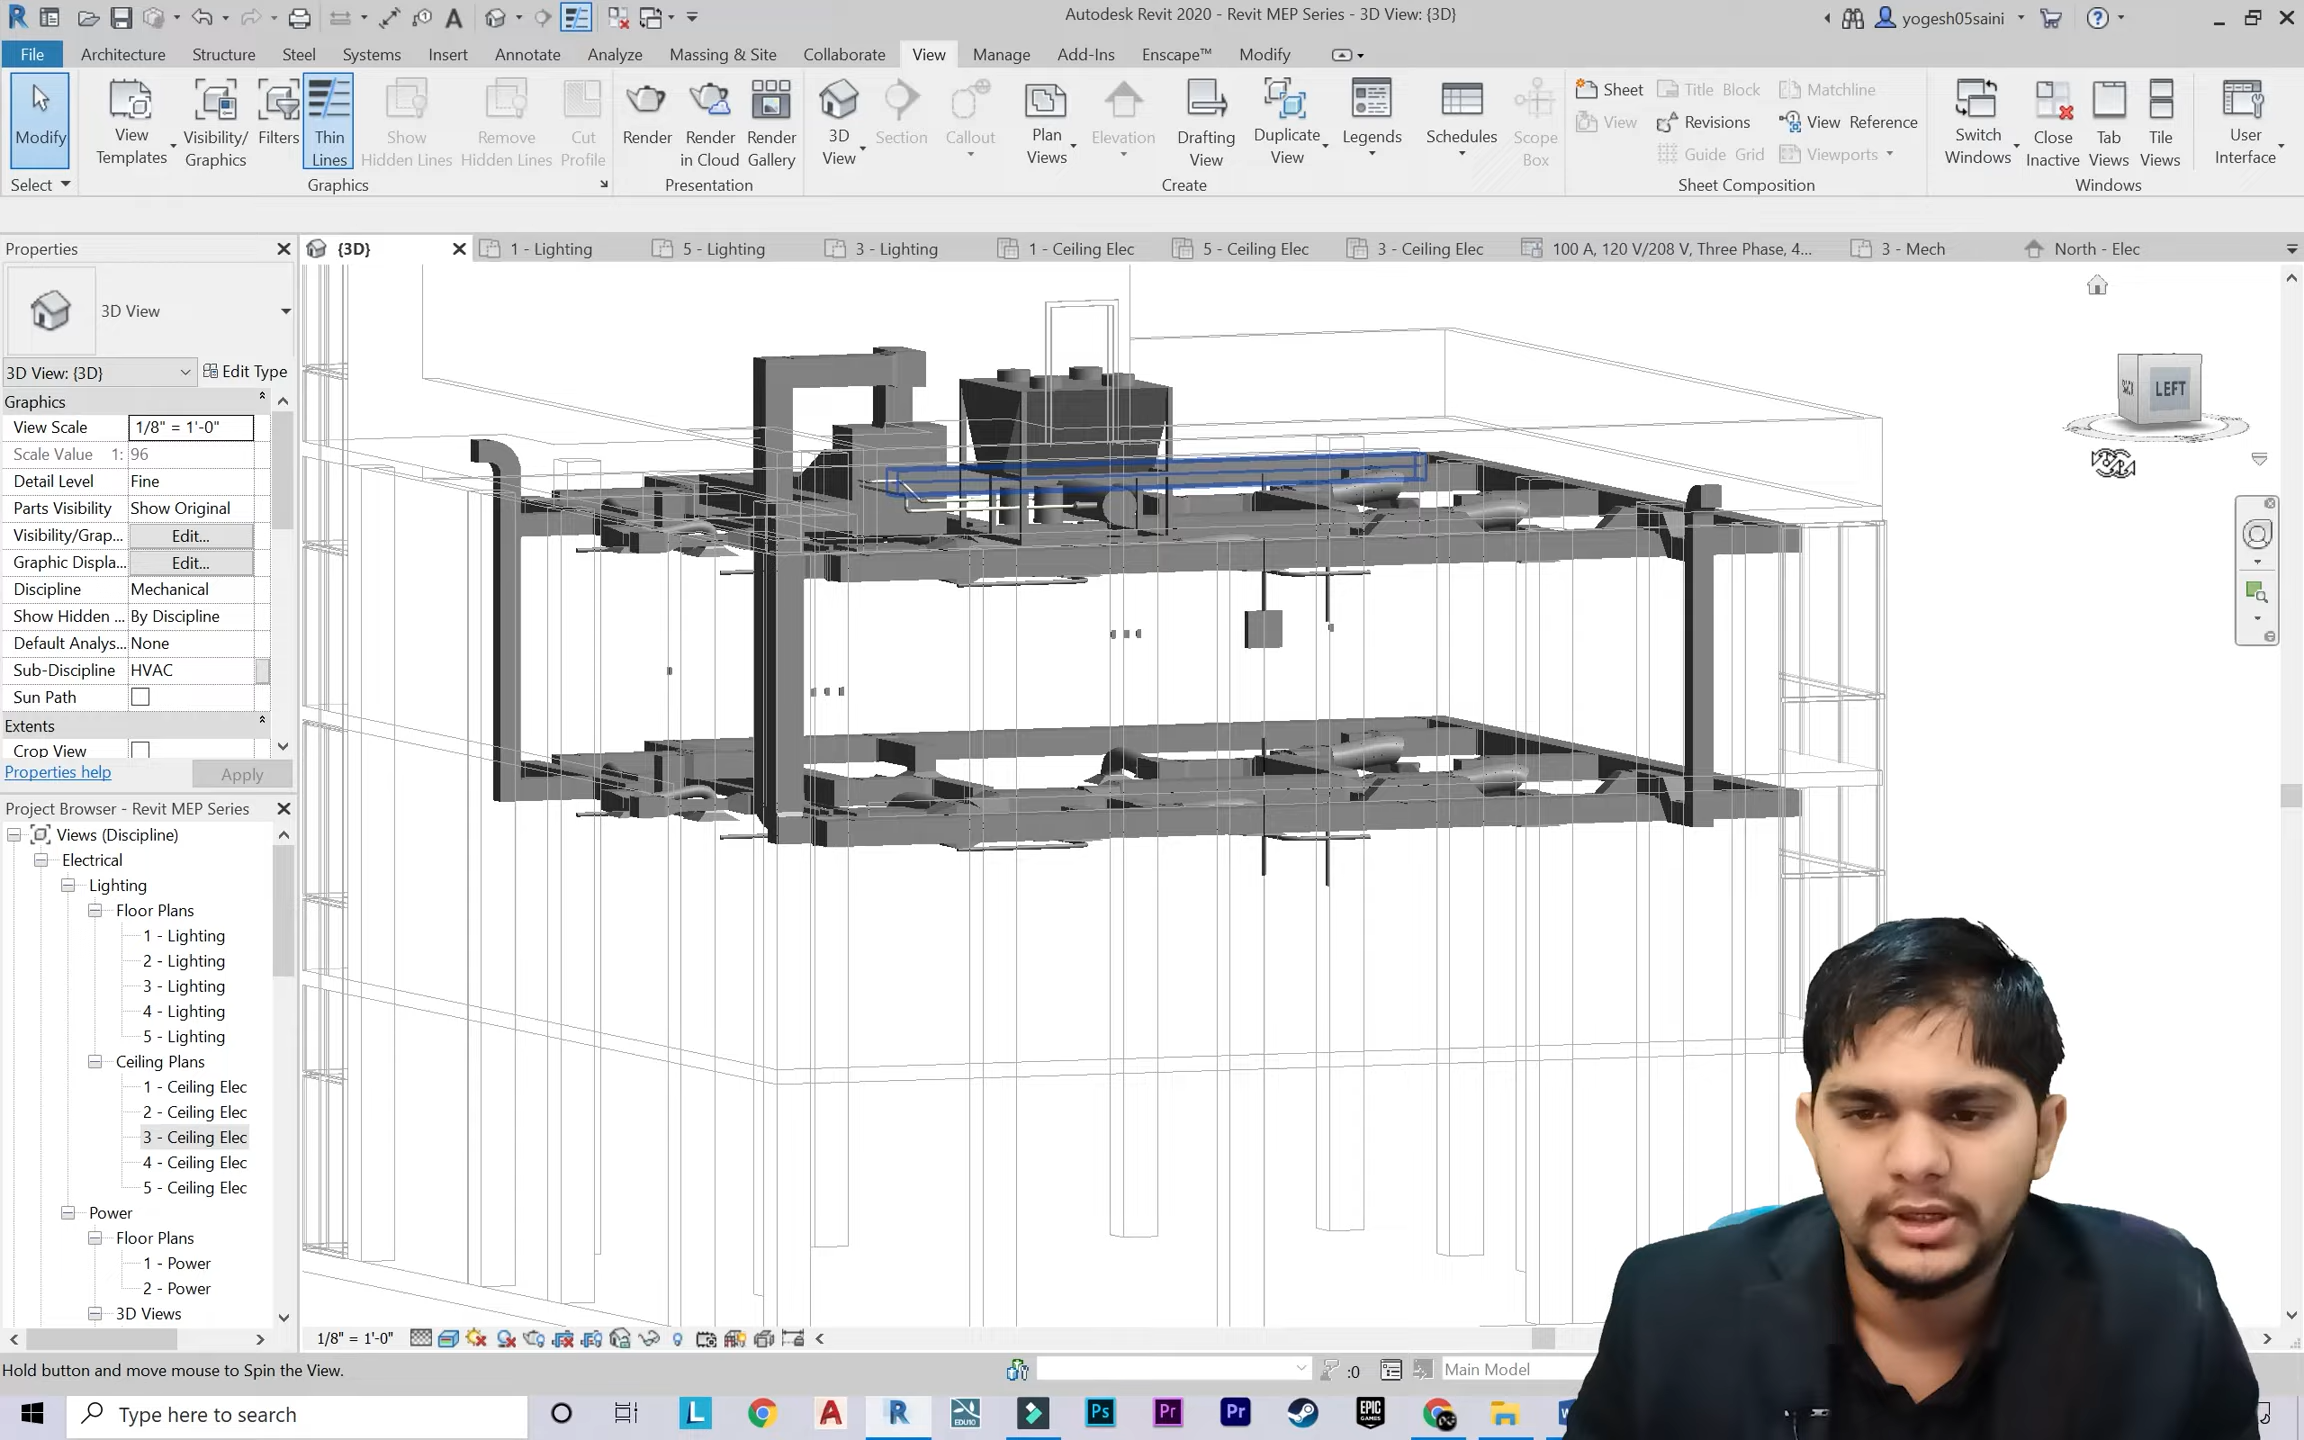 Autodesk Revit 2020 - Revit MEP Series - 3D View: {3D}
yogesh05saini
File Architecture Structure Steel Systems Insert Annotate Analyze Massing & Site Collaborate View Manage Add-Ins Enscape™ Modify
Modify
View Templates
Visibility/ Graphics
Filters
Thin Lines
Show Hidden Lines
Remove Hidden Lines
Cut Profile
Render
Render in Cloud
Render Gallery
3D View
Section
Callout
Plan Views
Elevation
Drafting View
Duplicate View
Legends
Schedules
Scope Box
Sheet
Title Block
Matchline
View
Revisions
View Reference
Guide Grid
Viewports
Switch Windows
Close Inactive
Tab Views
Tile Views
User Interface
Select Graphics Presentation Create Sheet Composition Windows
Properties
{3D}
1 - Lighting
5 - Lighting
3 - Lighting
1 - Ceiling Elec
5 - Ceiling Elec
3 - Ceiling Elec
100 A, 120 V/208 V, Three Phase, 4...
3 - Mech
North - Elec
3D View
3D View: {3D} Edit Type
Graphics
View Scale 1/8" = 1'-0"
Scale Value 1: 96
Detail Level Fine
Parts Visibility Show Original
Visibility/Grap... Edit...
Graphic Displa... Edit...
Discipline Mechanical
Show Hidden ... By Discipline
Default Analys... None
Sub-Discipline HVAC
Sun Path
Extents
Crop View
Properties help Apply
LEFT
BACK
Project Browser - Revit MEP Series
Views (Discipline)
Electrical
Lighting
Floor Plans
1 - Lighting
2 - Lighting
3 - Lighting
4 - Lighting
5 - Lighting
Ceiling Plans
1 - Ceiling Elec
2 - Ceiling Elec
3 - Ceiling Elec
4 - Ceiling Elec
5 - Ceiling Elec
Power
Floor Plans
1 - Power
2 - Power
3D Views
1/8" = 1'-0"
Hold button and move mouse to Spin the View.
:0
Main Model
Type here to search
L
A
R
EDU10
Ps
Pr
Pr
EPIC GAMES